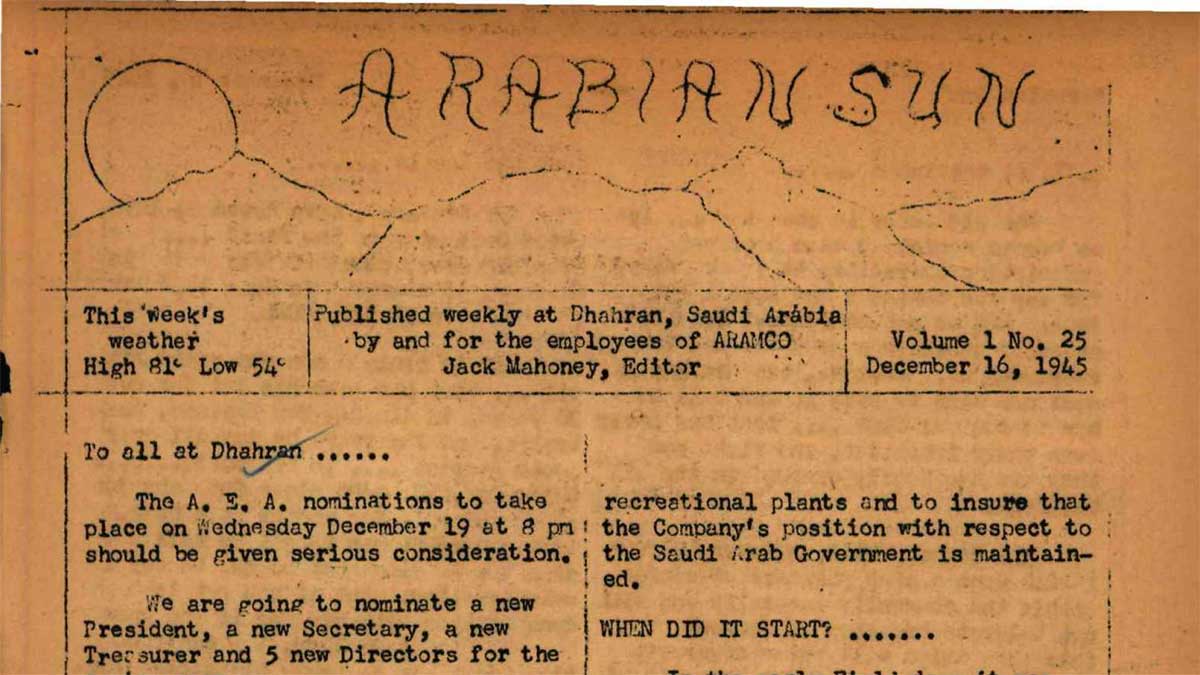 ARABIAN SUN
This Week's
weather
High 81° Low 54°
Published weekly at Dhahran, Saudi Arabia
by and for the employees of ARAMCO
Jack Mahoney, Editor
Volume 1 No. 25
December 16, 1945
To all at Dhahran ......
The A. E. A. nominations to take
place on Wednesday December 19 at 8 pm
should be given serious consideration.
We are going to nominate a new
President, a new Secretary, a new
Treasurer and 5 new Directors for the
recreational plants and to insure that
the Company's position with respect to
the Saudi Arab Government is maintain-
ed.
WHEN DID IT START? .......